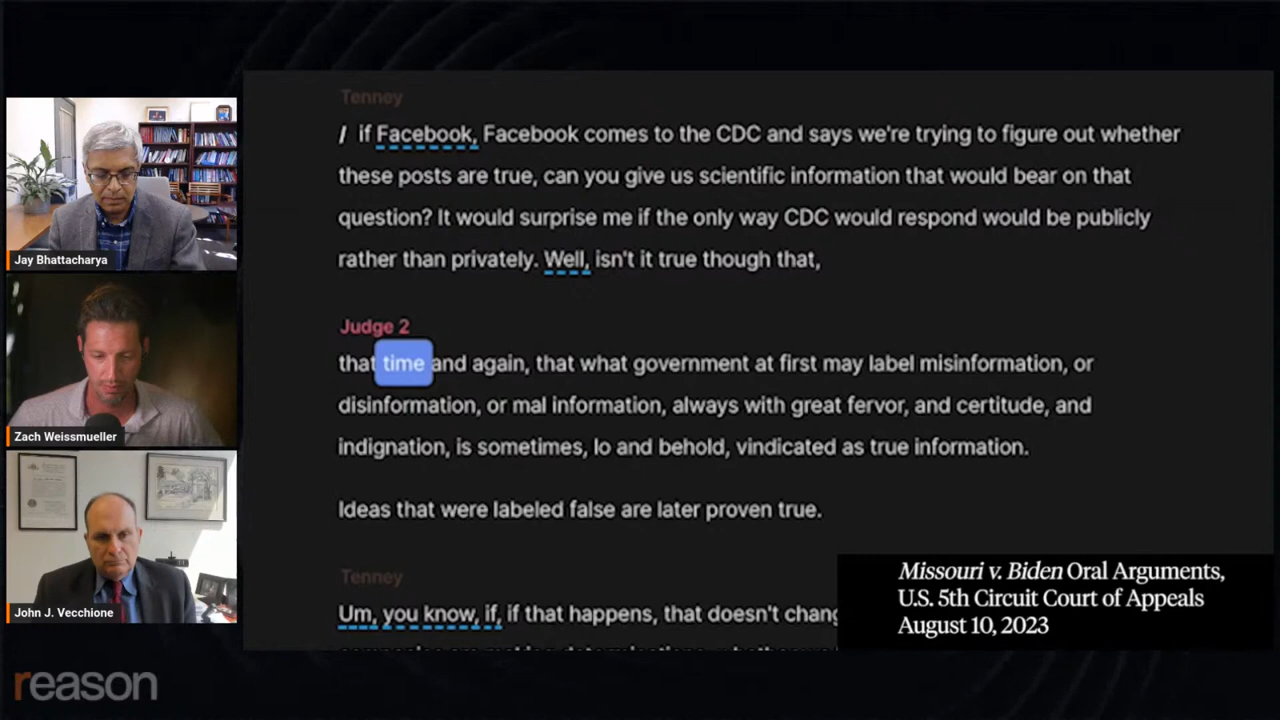 Tenney
/ if Facebook, Facebook comes to the CDC and says we're trying to figure out whether
these posts are true, can you give us scientific information that would bear on that
question? It would surprise me if the only way CDC would respond would be publicly
rather than privately. Well, isn't it true though that,
Judge 2
that time and again, that what government at first may label misinformation, or
disinformation, or mal information, always with great fervor, and certitude, and
indignation, is sometimes, lo and behold, vindicated as true information.
Ideas that were labeled false are later proven true.
Tenney
Um, you know, if, if that happens, that doesn't
Jay Bhattacharya
Zach Weissmueller
John J. Vecchione
Missouri v. Biden Oral Arguments,
U.S. 5th Circuit Court of Appeals
August 10, 2023
reason